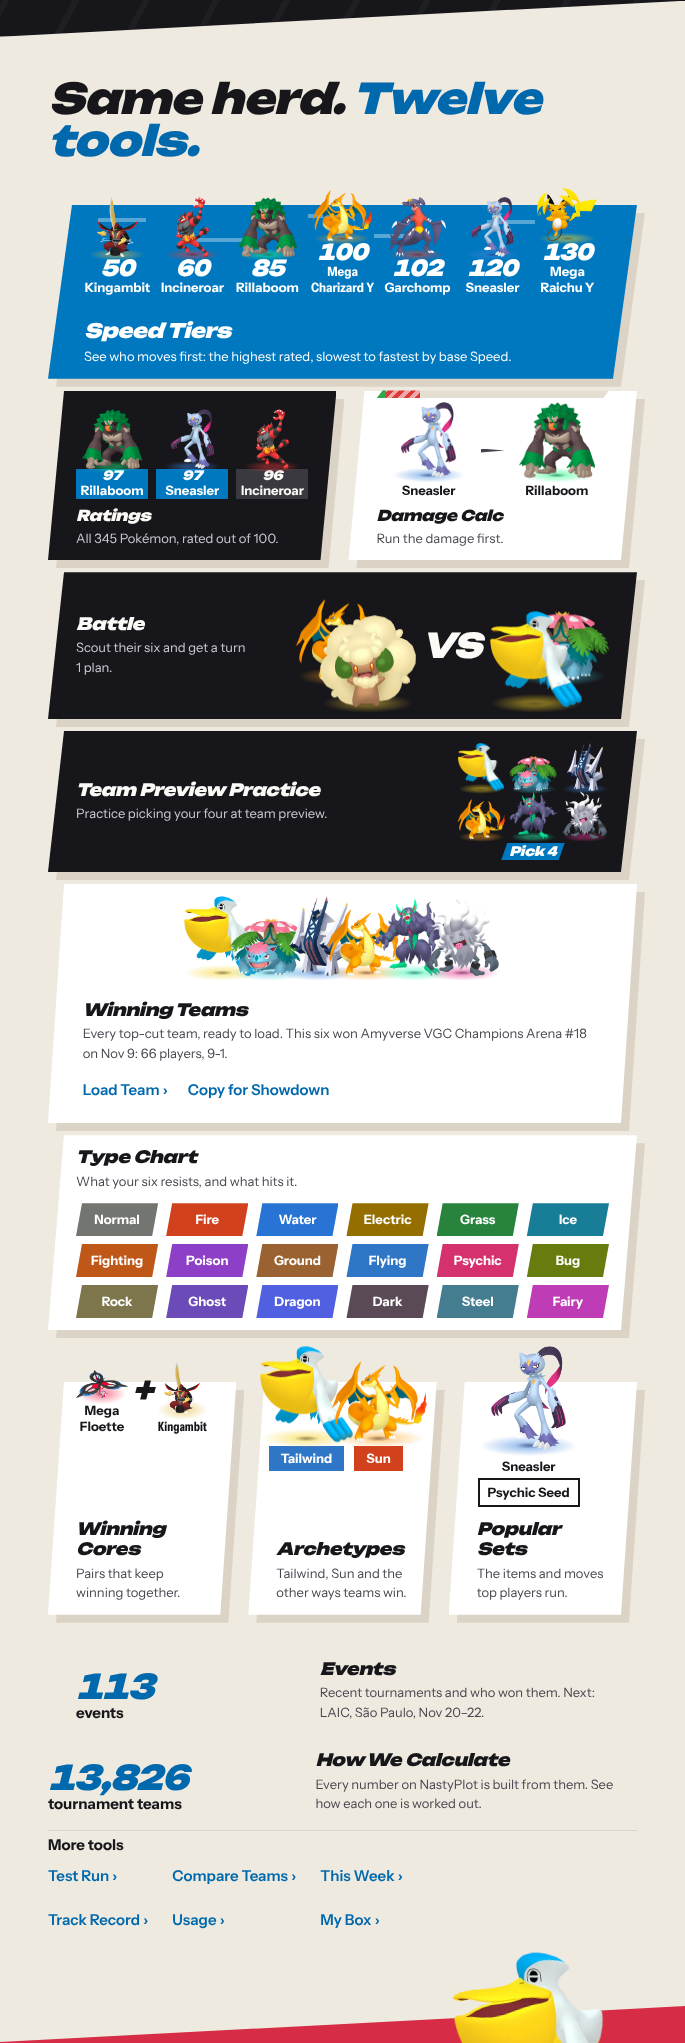 Same herd. Twelve
tools.
50
Kingambit
60
Incineroar
85
Rillaboom
100
Mega
Charizard Y
102
Garchomp
120
Sneasler
130
Mega
Raichu Y
Speed Tiers
See who moves first: the highest rated, slowest to fastest by base Speed.
97
Rillaboom
97
Sneasler
96
Incineroar
Ratings
All 345 Pokémon, rated out of 100.
Sneasler
Rillaboom
Damage Calc
Run the damage first.
Battle
Scout their six and get a turn
1 plan.
VS
Team Preview Practice
Practice picking your four at team preview.
Pick 4
Winning Teams
Every top-cut team, ready to load. This six won Amyverse VGC Champions Arena #18
on Nov 9: 66 players, 9-1.
Load Team › Copy for Showdown
Type Chart
What your six resists, and what hits it.
Normal Fire Water Electric Grass Ice
Fighting Poison Ground Flying Psychic Bug
Rock Ghost Dragon Dark Steel Fairy
+
Mega
Floette
Kingambit
Winning
Cores
Pairs that keep
winning together.
Tailwind Sun
Archetypes
Tailwind, Sun and the
other ways teams win.
Sneasler
Psychic Seed
Popular
Sets
The items and moves
top players run.
113
events
Events
Recent tournaments and who won them. Next:
LAIC, São Paulo, Nov 20–22.
13,826
tournament teams
How We Calculate
Every number on NastyPlot is built from them. See
how each one is worked out.
More tools
Test Run › Compare Teams › This Week ›
Track Record › Usage › My Box ›